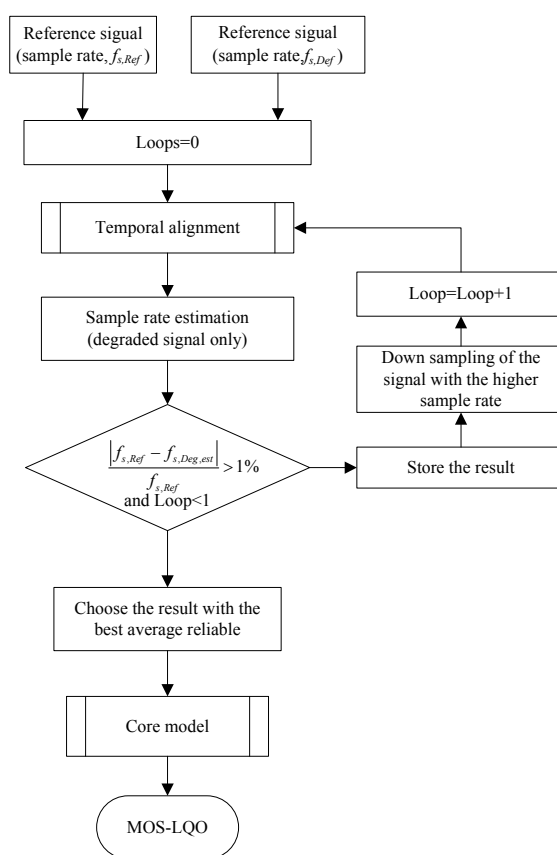 Reference sigual
(sample rate, f_{s,Ref} )
Reference sigual
(sample rate, f_{s,Def} )
Loops=0
Temporal alignment
Sample rate estimation
(degraded signal only)
|f_{s,Ref} − f_{s,Deg,est}| / f_{s,Ref} >1%
and Loop<1
Store the result
Down sampling of the
signal with the higher
sample rate
Loop=Loop+1
Choose the result with the
best average reliable
Core model
MOS-LQO